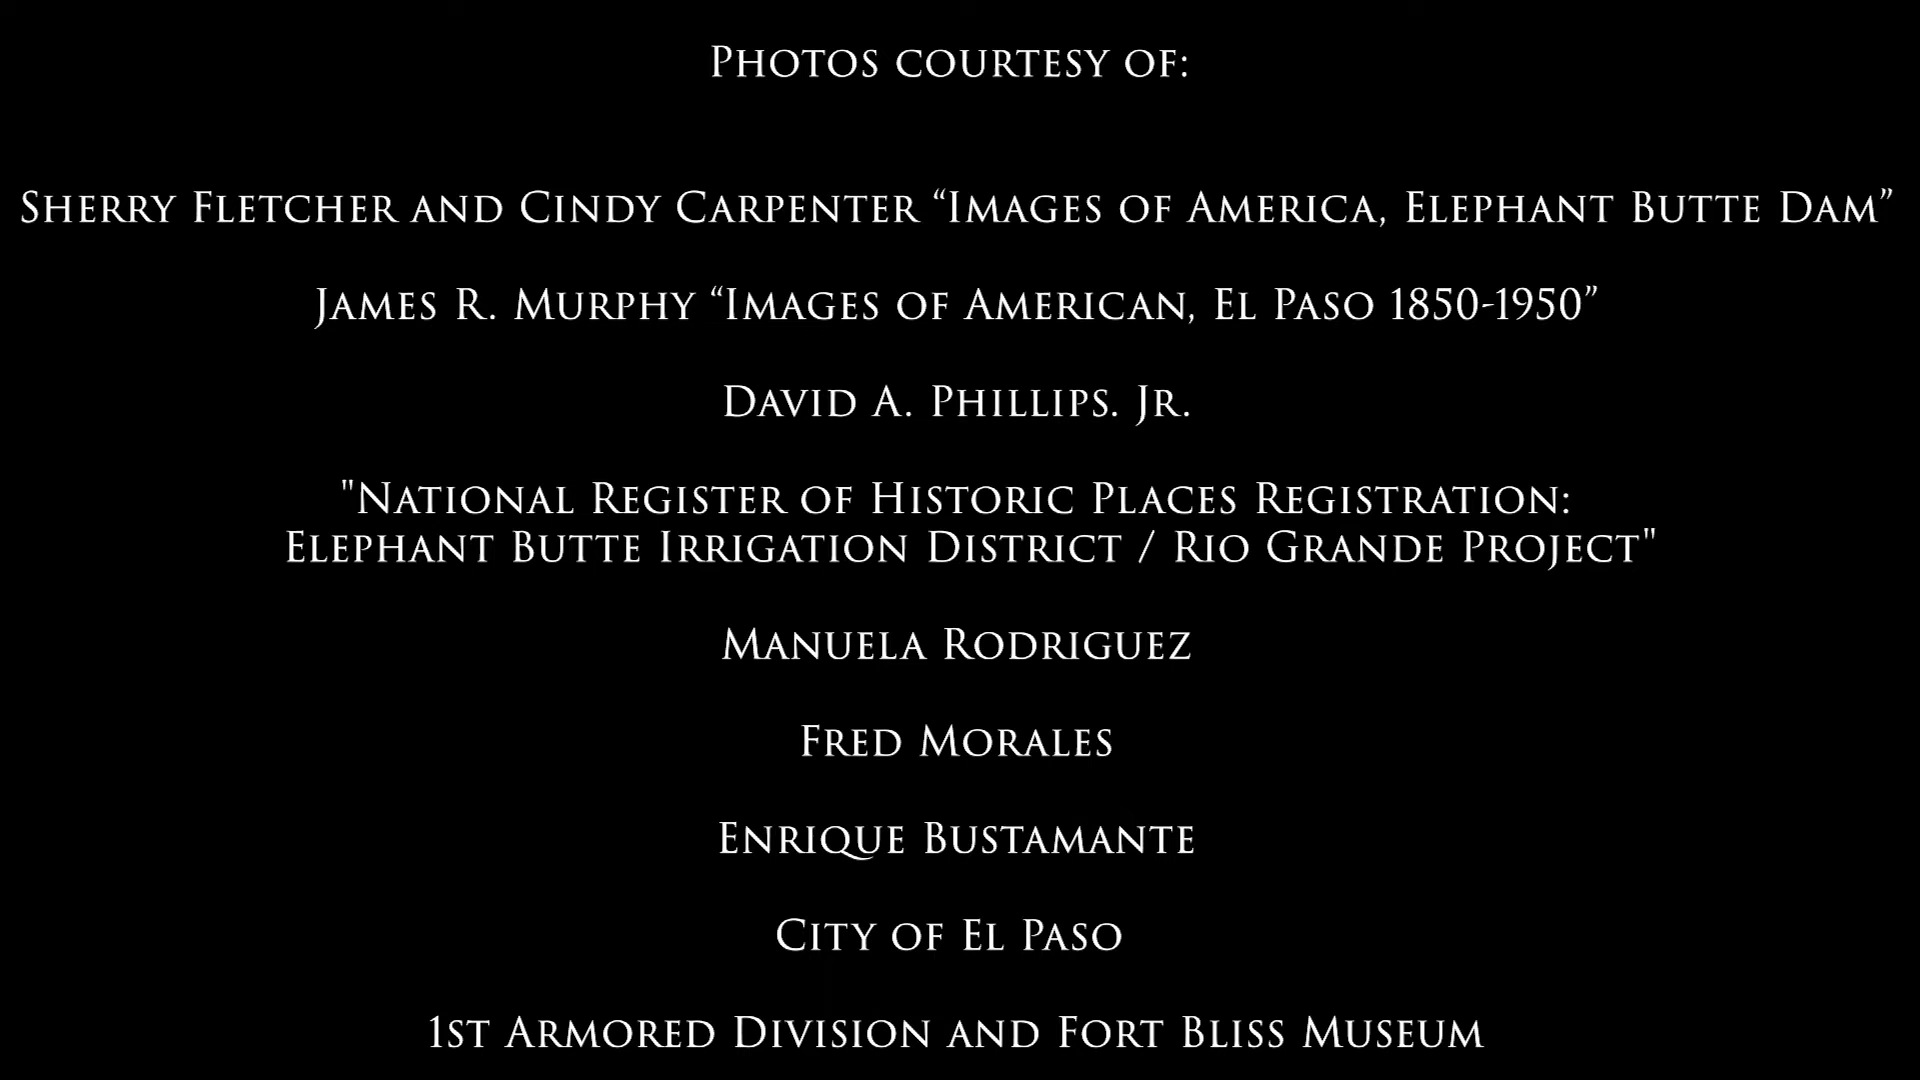 Photos courtesy of:
Sherry Fletcher and Cindy Carpenter “Images of America, Elephant Butte Dam”
James R. Murphy “Images of American, El Paso 1850-1950”
David A. Phillips. Jr.
"National Register of Historic Places Registration:
Elephant Butte Irrigation District / Rio Grande Project"
Manuela Rodriguez
Fred Morales
Enrique Bustamante
City of El Paso
1st Armored Division and Fort Bliss Museum